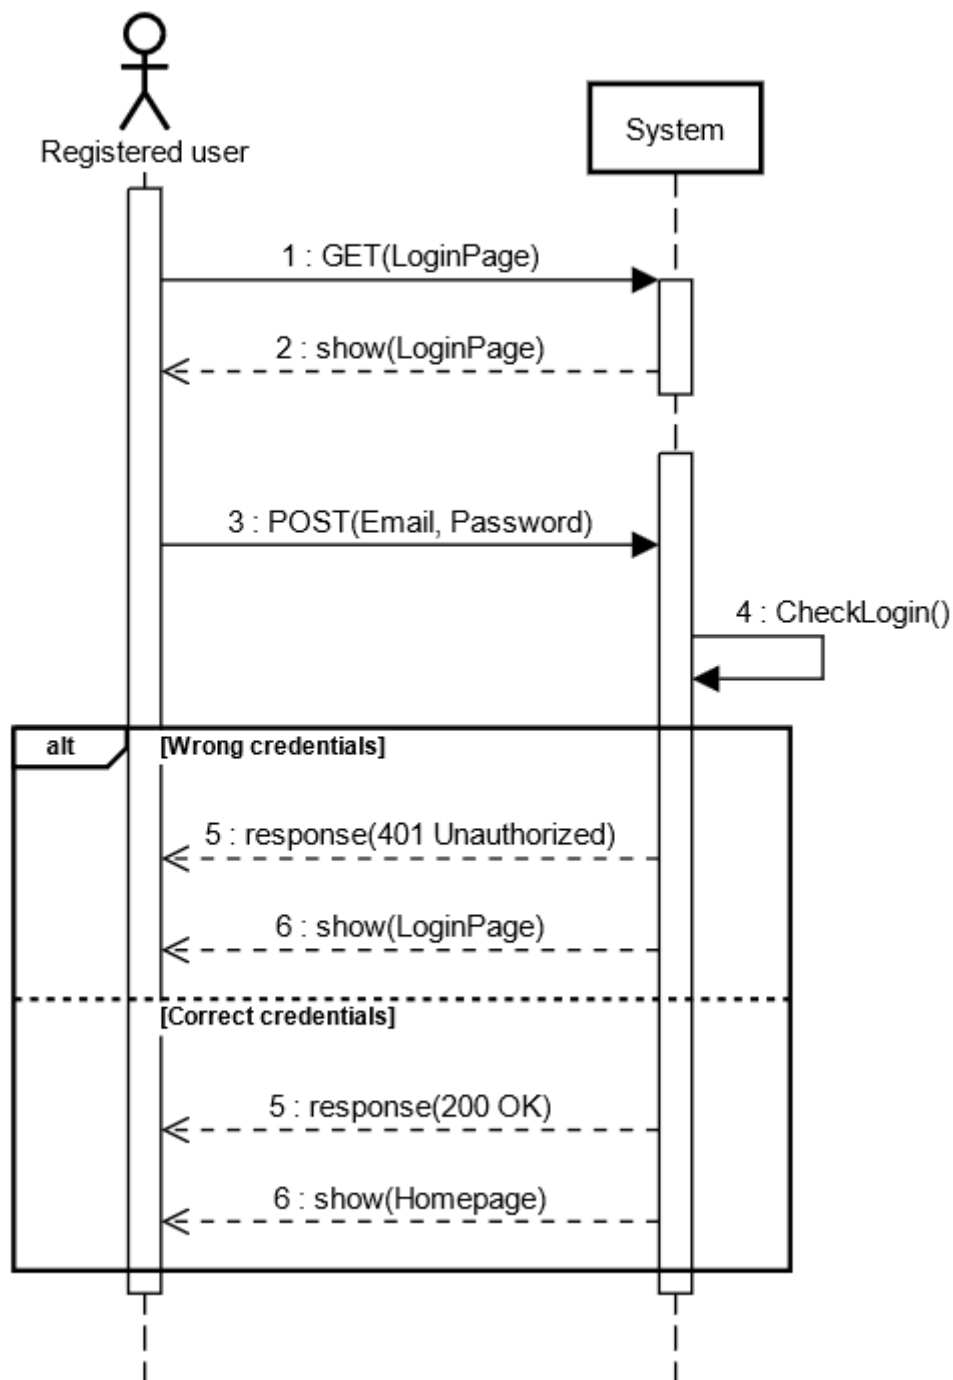 Registered user
System
1 : GET(LoginPage)
2 : show(LoginPage)
3 : POST(Email, Password)
4 : CheckLogin()
alt
[Wrong credentials]
5 : response(401 Unauthorized)
6 : show(LoginPage)
[Correct credentials]
5 : response(200 OK)
6 : show(Homepage)